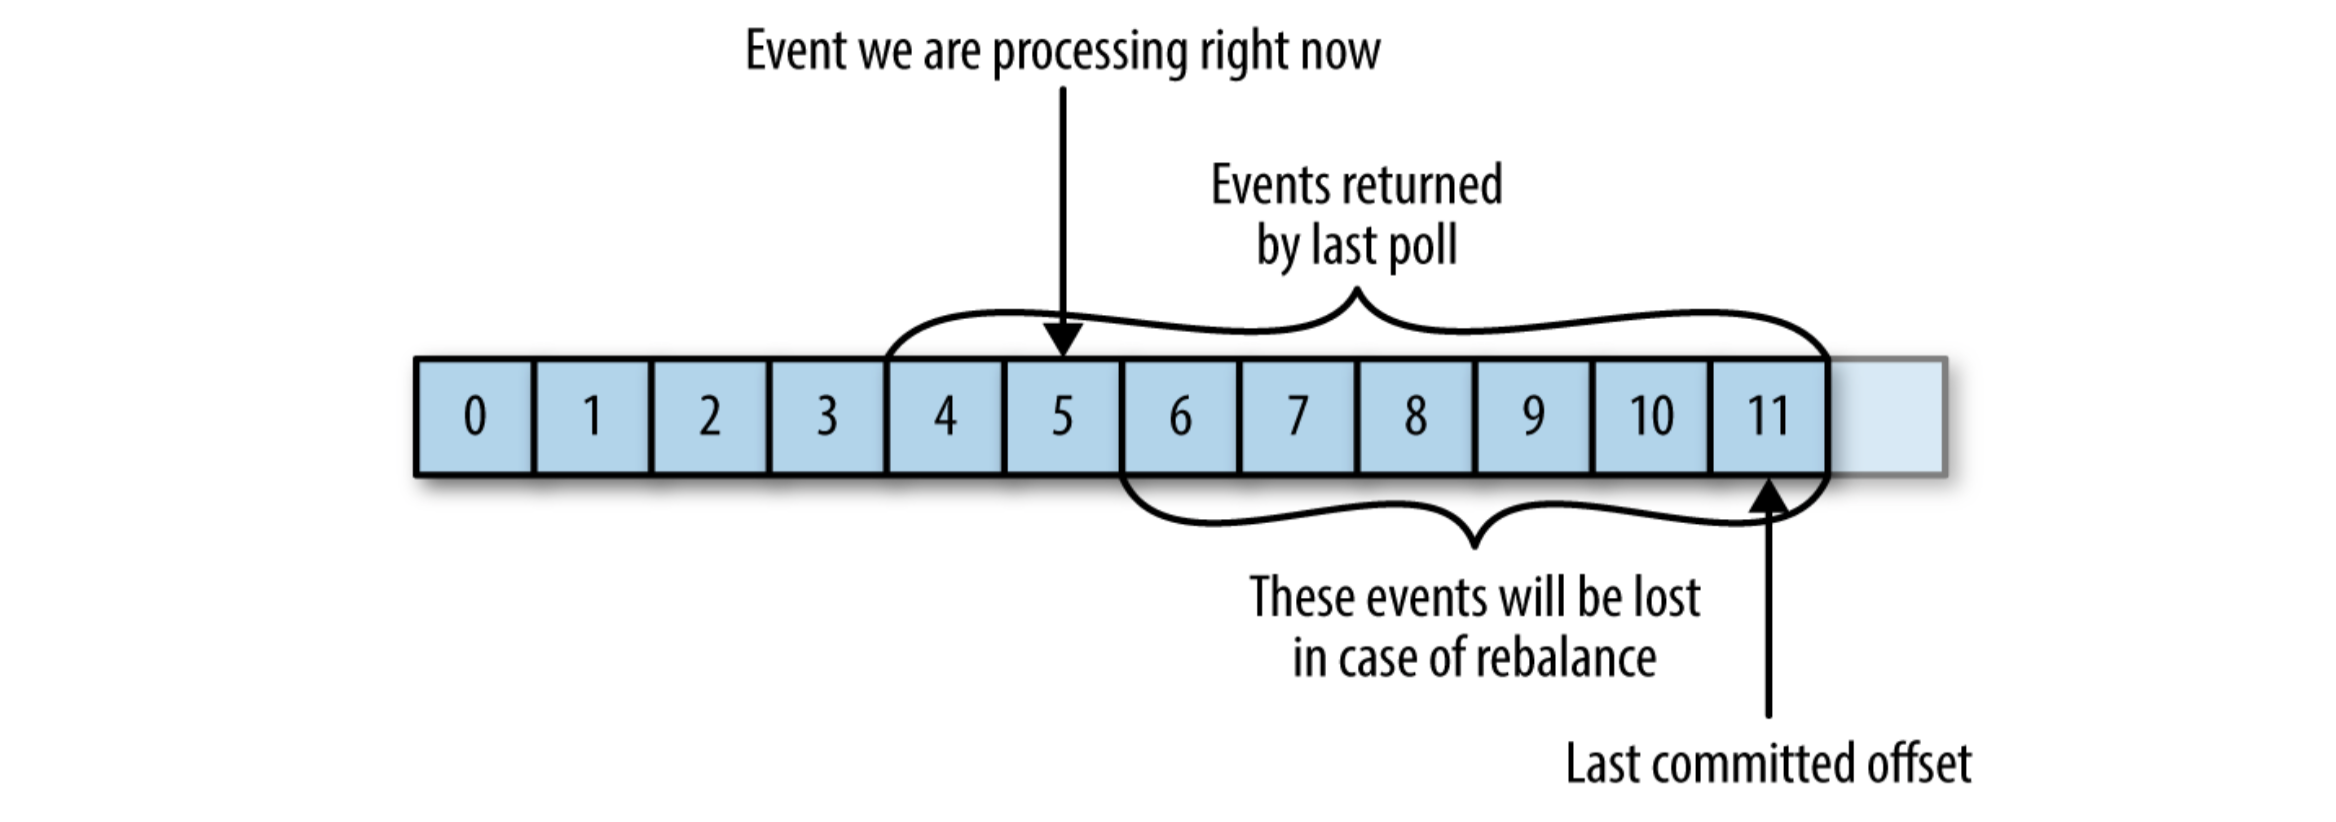 Event we are processing right now
Events returned
by last poll
0 1 2 3 4 5 6 7 8 9 10 11
These events will be lost
in case of rebalance
Last committed offset